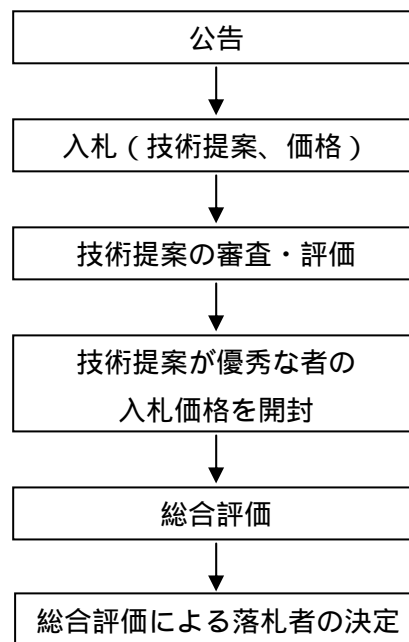 公告
入札（技術提案、価格）
技術提案の審査・評価
技術提案が優秀な者の
入札価格を開封
総合評価
総合評価による落札者の決定